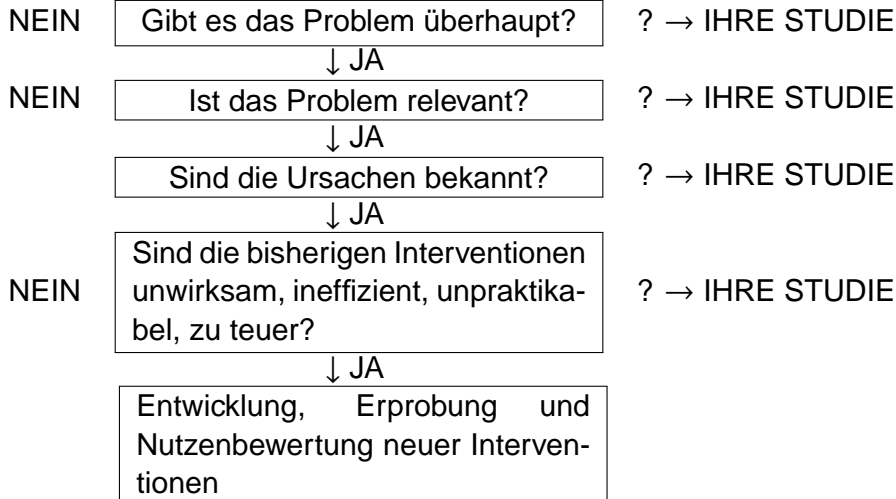 NEIN Gibt es das Problem überhaupt? ? → IHRE STUDIE
↓ JA
NEIN Ist das Problem relevant? ? → IHRE STUDIE
↓ JA
Sind die Ursachen bekannt? ? → IHRE STUDIE
↓ JA
Sind die bisherigen Interventionen
NEIN unwirksam, ineffizient, unpraktika- ? → IHRE STUDIE
bel, zu teuer?
↓ JA
Entwicklung, Erprobung und
Nutzenbewertung neuer Interven-
tionen